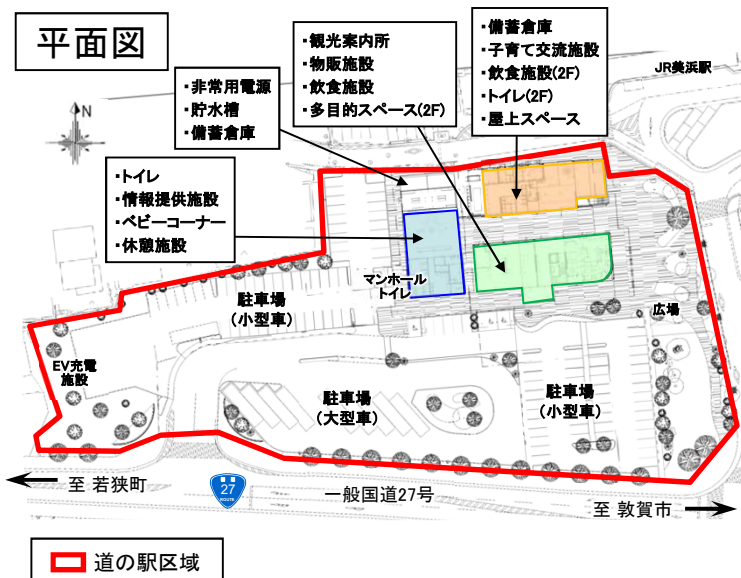 平面図
N
・観光案内所
・物販施設
・飲食施設
・多目的スペース(2F)
・備蓄倉庫
・子育て交流施設
・飲食施設(2F)
・トイレ(2F)
・屋上スペース
JR美浜駅
・非常用電源
・貯水槽
・備蓄倉庫
・トイレ
・情報提供施設
・ベビーコーナー
・休憩施設
マンホール
トイレ
駐車場
(小型車)
広場
EV充電
施設
駐車場
(大型車)
駐車場
(小型車)
至 若狭町
27
ROUTE
一般国道27号
至 敦賀市
道の駅区域